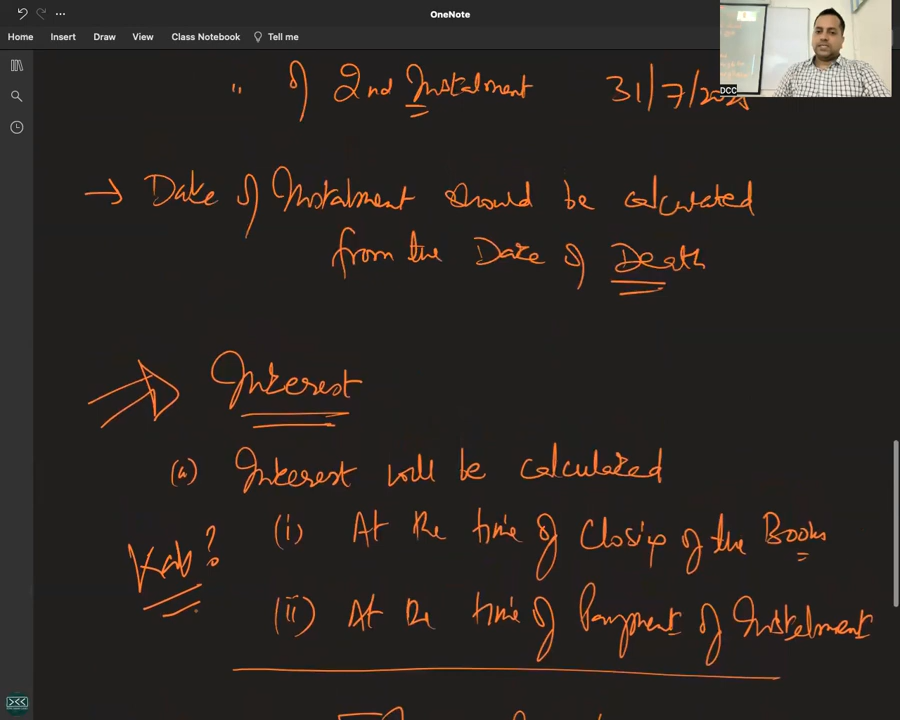 OneNote
Home Insert Draw View Class Notebook Tell me
DCC
" of 2nd Instalment 31/7/2025
→ Date of Instalment should be calculated
from the Date of Death
⇒ Interest
(a) Interest will be calculated
Kab?
(i) At the time of Closing of the Books
(ii) At the time of Payment of Instalment
DCC